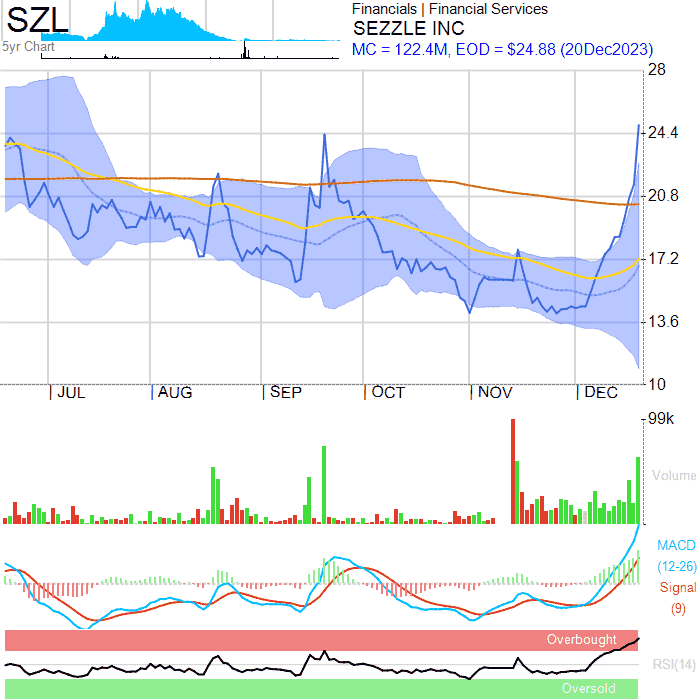 SZL
5yr Chart
Financials | Financial Services
SEZZLE INC
MC = 122.4M, EOD = $24.88 (20Dec2023)
28
24.4
20.8
17.2
13.6
10
JUL
AUG
SEP
OCT
NOV
DEC
99k
Volume
MACD
(12-26)
Signal
(9)
Overbought
RSI(14)
Oversold